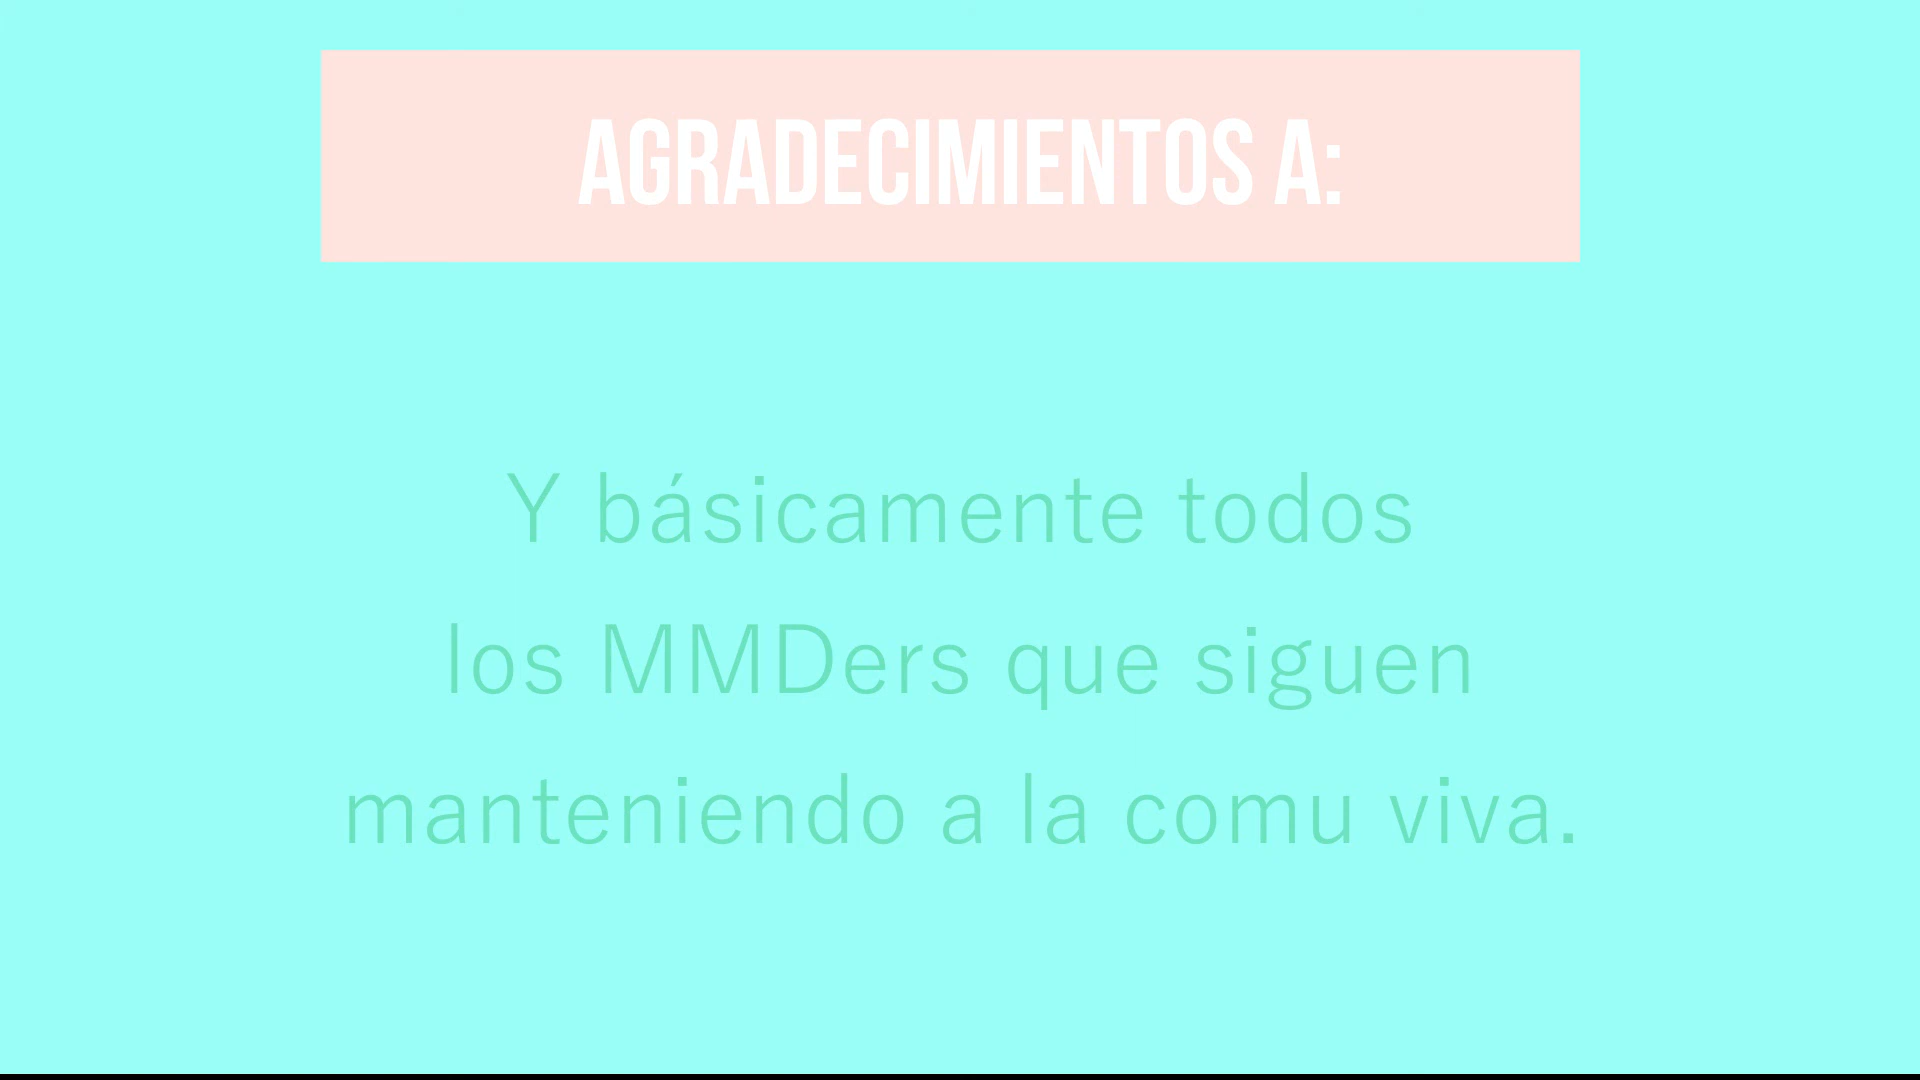 AGRADECIMIENTOS A:
Y básicamente todos
los MMDers que siguen
manteniendo a la comu viva.